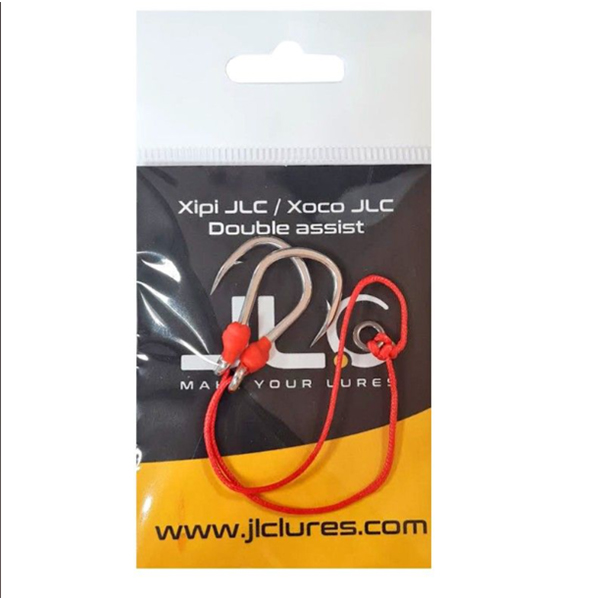 Xipi JLC / Xoco JLC
Double assist
JLC
MAKE YOUR LURES
www.jlclures.com